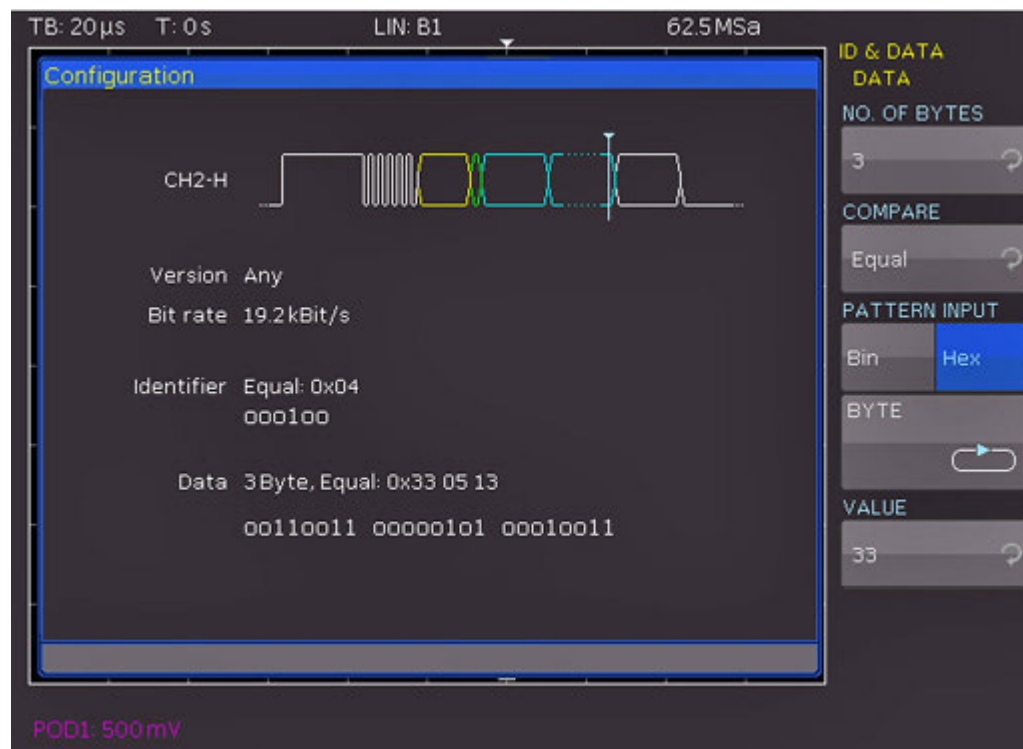 TB: 20µs T: 0s LIN: B1 62.5MSa
Configuration
CH2-H
Version Any
Bit rate 19.2kBit/s
Identifier Equal: 0x04
000100
Data 3Byte, Equal: 0x33 05 13
00110011 00000101 00010011
ID & DATA
DATA
NO. OF BYTES
3
COMPARE
Equal
PATTERN INPUT
Bin Hex
BYTE
VALUE
33
POD1: 500mV